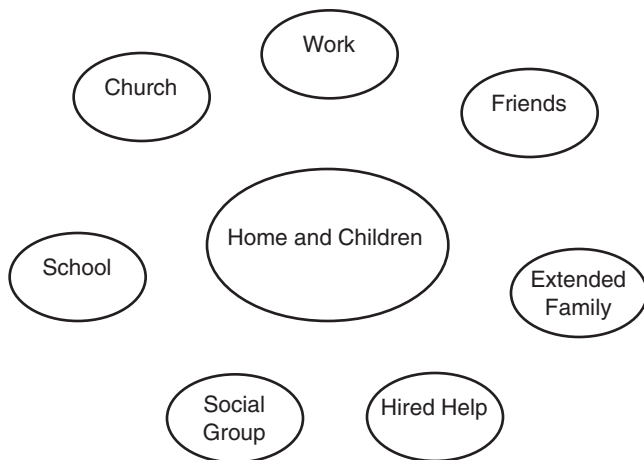 Work
Church
Friends
Home and Children
School
Extended
Family
Social
Group
Hired Help